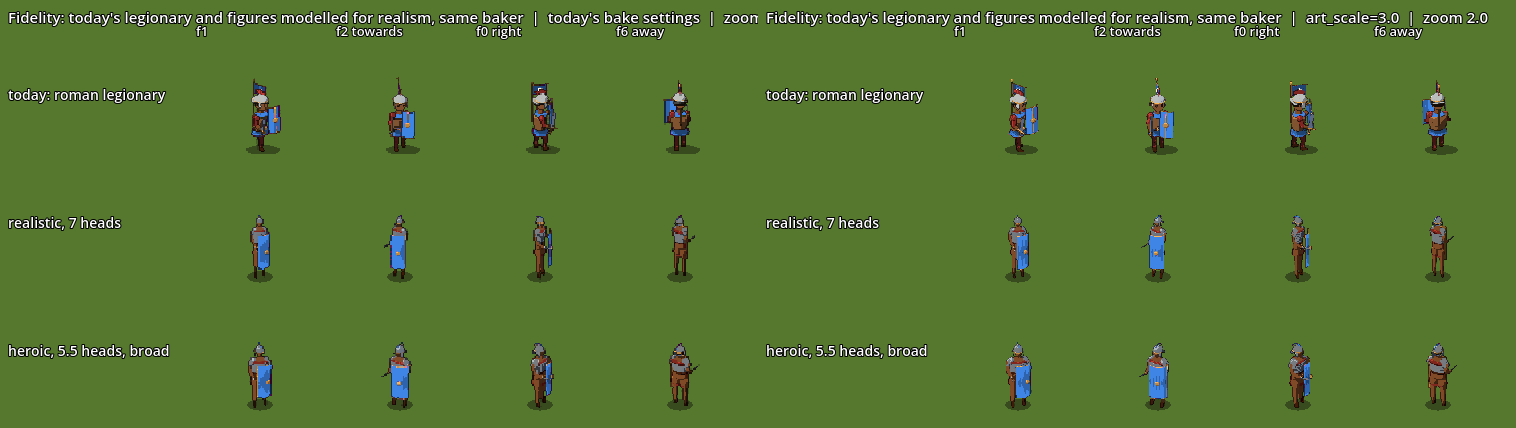 Fidelity: today's legionary and figures modelled for realism, same baker | today's bake settings | zoon
f1 f2 towards f0 right f6 away
today: roman legionary
realistic, 7 heads
heroic, 5.5 heads, broad
Fidelity: today's legionary and figures modelled for realism, same baker | art_scale=3.0 | zoom 2.0
f1 f2 towards f0 right f6 away
today: roman legionary
realistic, 7 heads
heroic, 5.5 heads, broad